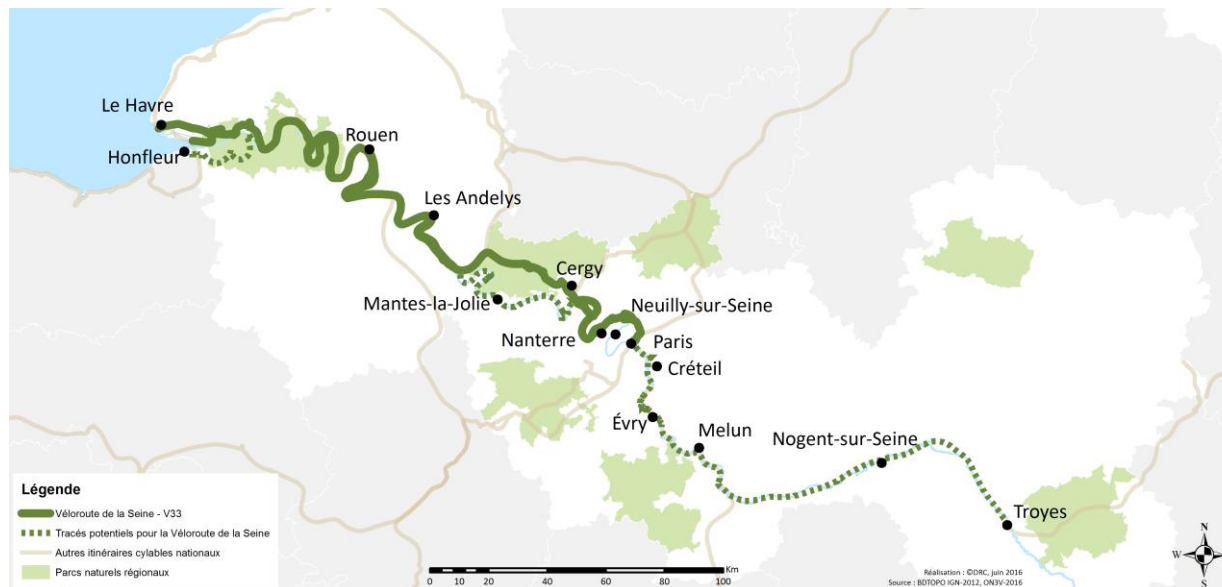 Le Havre
Honfleur
Rouen
Les Andelys
Cergy
Mantes-la-Jolie
Neuilly-sur-Seine
Nanterre
Paris
Créteil
Évry
Melun
Nogent-sur-Seine
Troyes
Légende
Véloroute de la Seine - V33
Tracés potentiels pour la Véloroute de la Seine
Autres itinéraires cylables nationaux
Parcs naturels régionaux
Km
0 10 20 40 60 80 100
N
W
S
Réalisation : ©DRC, juin 2016
Source : BDTOPO IGN-2012, ON3V-2016